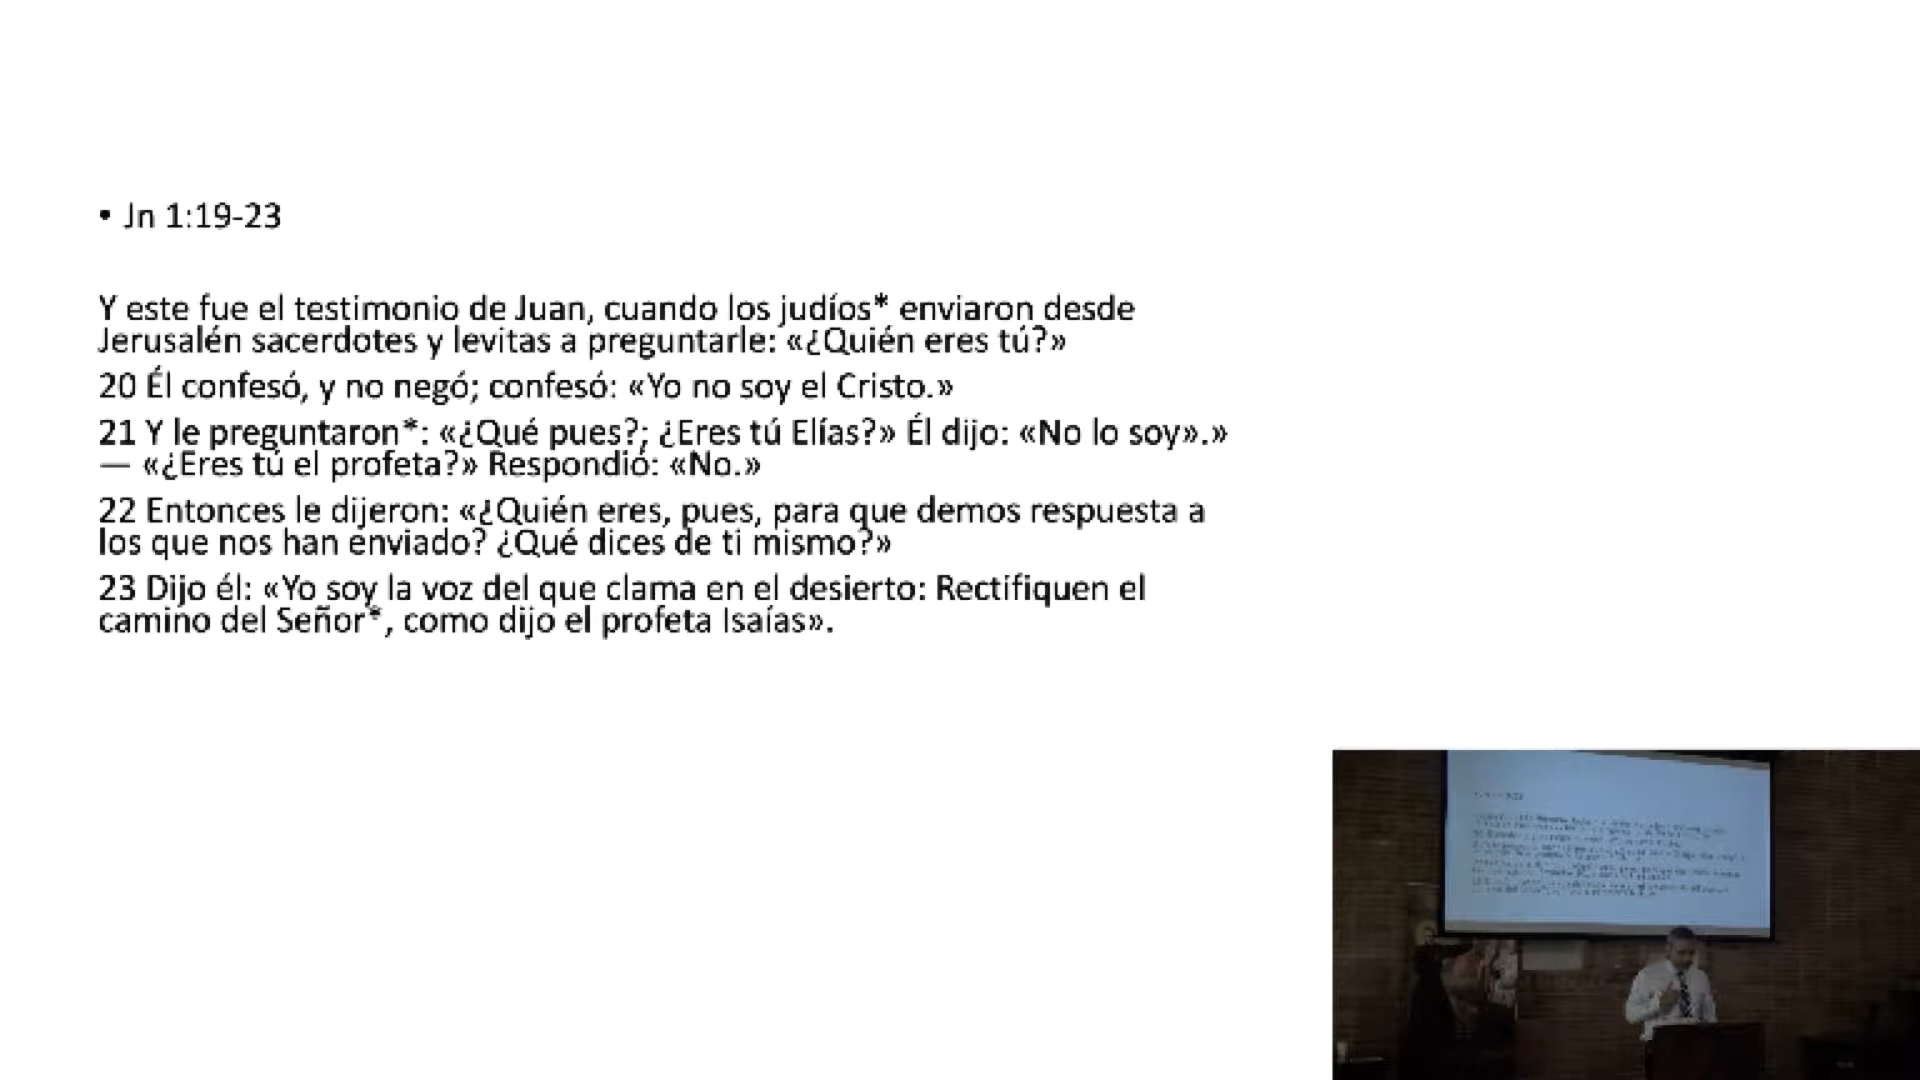 • Jn 1:19-23
Y este fue el testimonio de Juan, cuando los judíos* enviaron desde
Jerusalén sacerdotes y levitas a preguntarle: «¿Quién eres tú?»
20 Él confesó, y no negó; confesó: «Yo no soy el Cristo.»
21 Y le preguntaron*: «¿Qué pues?; ¿Eres tú Elías?» Él dijo: «No lo soy».»
— «¿Eres tú el profeta?» Respondió: «No.»
22 Entonces le dijeron: «¿Quién eres, pues, para que demos respuesta a
los que nos han enviado? ¿Qué dices de ti mismo?»
23 Dijo él: «Yo soy la voz del que clama en el desierto: Rectifiquen el
camino del Señor*, como dijo el profeta Isaías».